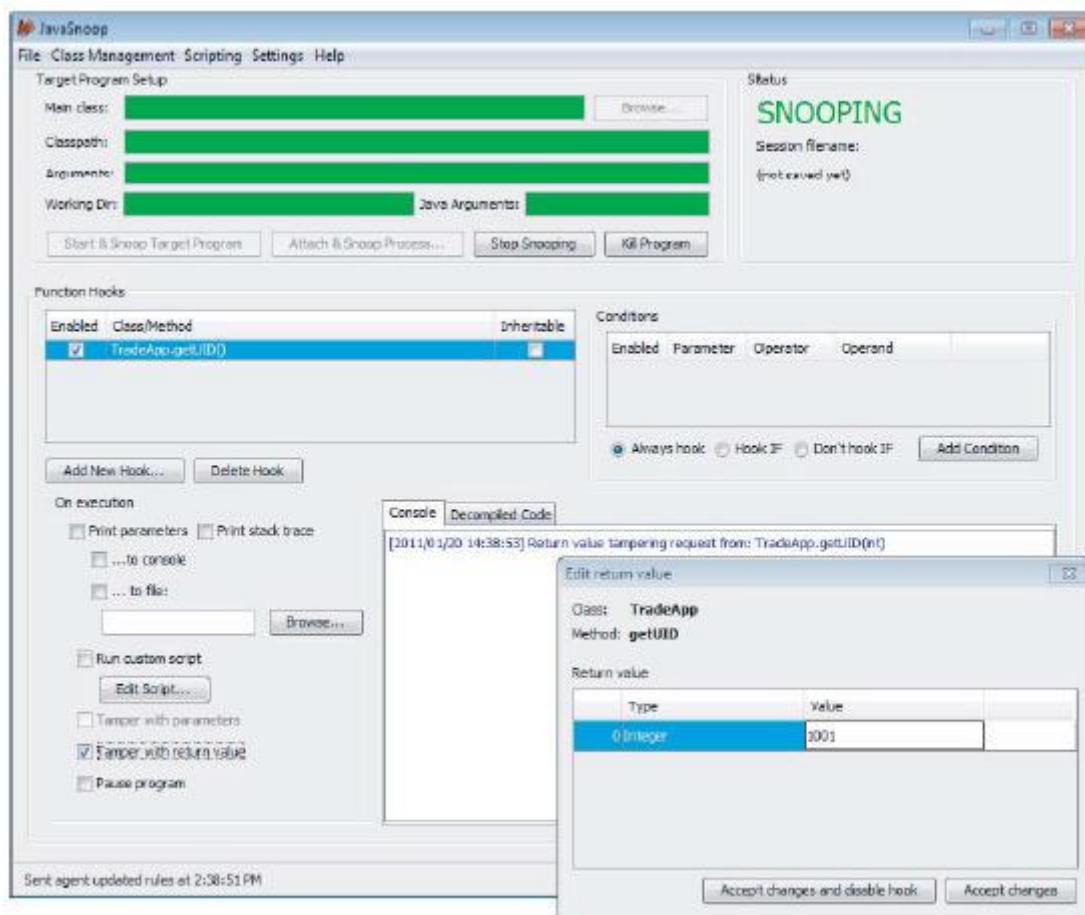 JavaSnoop
File Class Management Scripting Settings Help
Target Program Setup
Main class:
Browse...
Classpath:
Arguments:
Working Dir:
Java Arguments:
Start & Snoop Target Program
Attach & Snoop Process...
Stop Snooping
Kill Program
Status
SNOOPING
Session filename:
(not saved yet)
Function Hooks
Enabled Class/Method Inheritable
TradeApp.getUID()
Add New Hook...
Delete Hook
Conditions
Enabled Parameter Operator Operand
Always hook Hook IF Don't hook IF
Add Condition
On execution
Print parameters Print stack trace
...to console
... to file:
Browse...
Run custom script
Edit Script...
Tamper with parameters
Tamper with return value
Pause program
Console Decompiled Code
[2011/01/20 14:38:53] Return value tampering request from: TradeApp.getUID(int)
Edit return value
Class: TradeApp
Method: getUID
Return value
Type Value
0 Integer 1001
Accept changes and disable hook
Accept changes
Sent agent updated rules at 2:38:51 PM